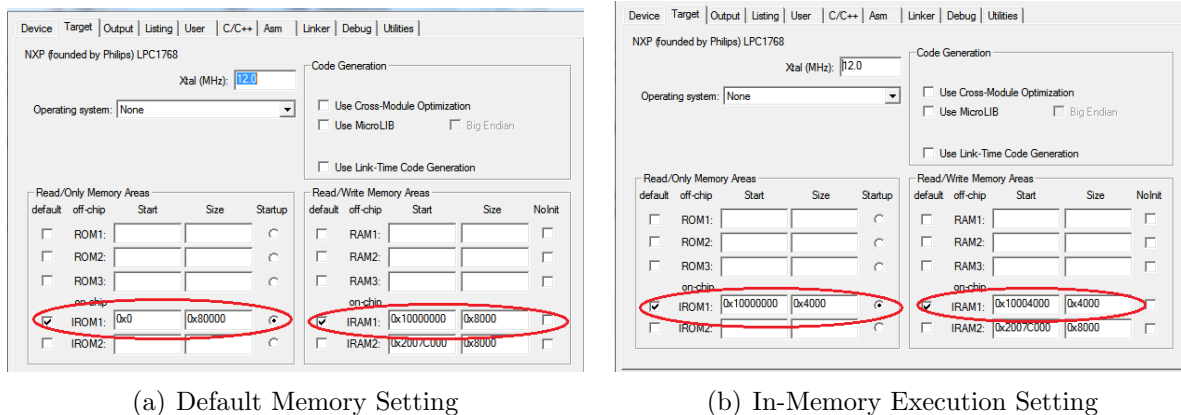 Device Target Output Listing User C/C++ Asm Linker Debug Utilities
NXP (founded by Philips) LPC1768
Xtal (MHz): 12.0
Operating system: None
Code Generation
Use Cross-Module Optimization
Use MicroLIB Big Endian
Use Link-Time Code Generation
Read/Only Memory Areas
default off-chip Start Size Startup
ROM1:
ROM2:
ROM3:
on-chip
IROM1: 0x0 0x80000
IROM2:
Read/Write Memory Areas
default off-chip Start Size NoInit
RAM1:
RAM2:
RAM3:
on-chip
IRAM1: 0x10000000 0x8000
IRAM2: 0x2007C000 0x8000
(a) Default Memory Setting
Device Target Output Listing User C/C++ Asm Linker Debug Utilities
NXP (founded by Philips) LPC1768
Xtal (MHz): 12.0
Operating system: None
Code Generation
Use Cross-Module Optimization
Use MicroLIB Big Endian
Use Link-Time Code Generation
Read/Only Memory Areas
default off-chip Start Size Startup
ROM1:
ROM2:
ROM3:
on-chip
IROM1: 0x10000000 0x4000
IROM2:
Read/Write Memory Areas
default off-chip Start Size NoInit
RAM1:
RAM2:
RAM3:
on-chip
IRAM1: 0x10004000 0x4000
IRAM2: 0x2007C000 0x8000
(b) In-Memory Execution Setting